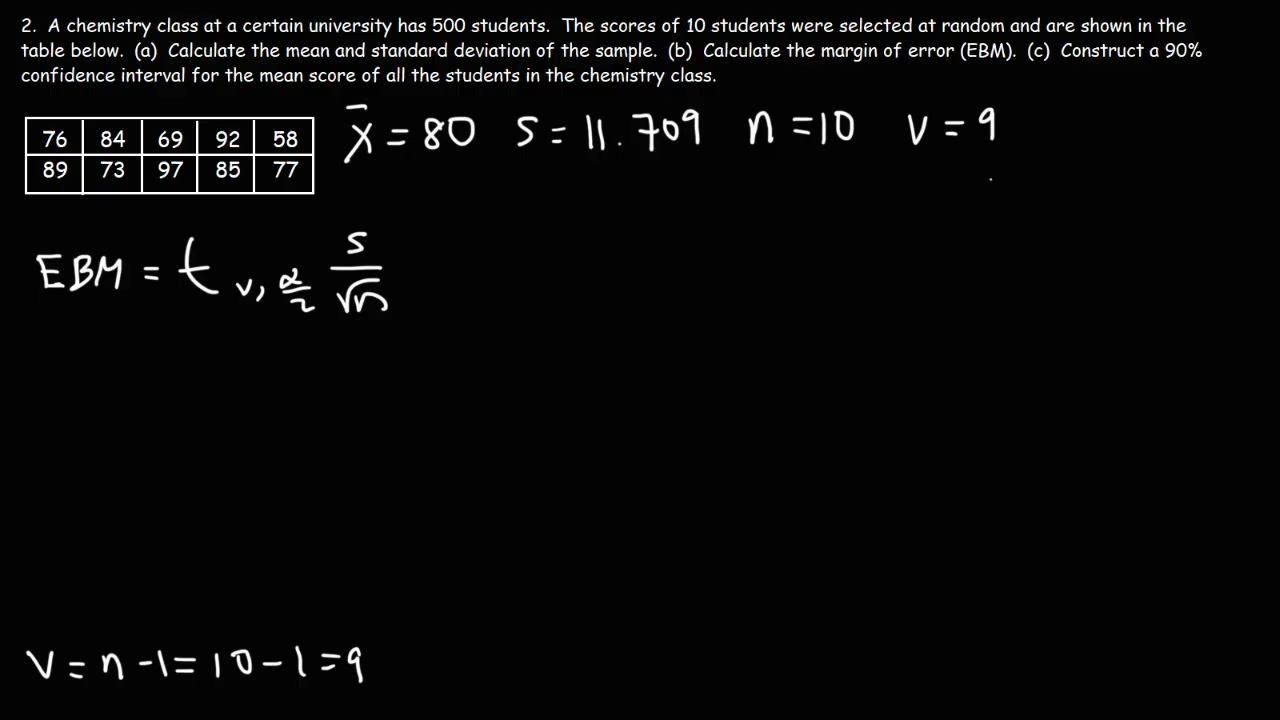 2. A chemistry class at a certain university has 500 students. The scores of 10 students were selected at random and are shown in the
table below. (a) Calculate the mean and standard deviation of the sample. (b) Calculate the margin of error (EBM). (c) Construct a 90%
confidence interval for the mean score of all the students in the chemistry class.
76 84 69 92 58
89 73 97 85 77
x̄ = 80 s = 11.709 n = 10 v = 9
EBM = t v, α/2 s/√n
v = n - 1 = 10 - 1 = 9